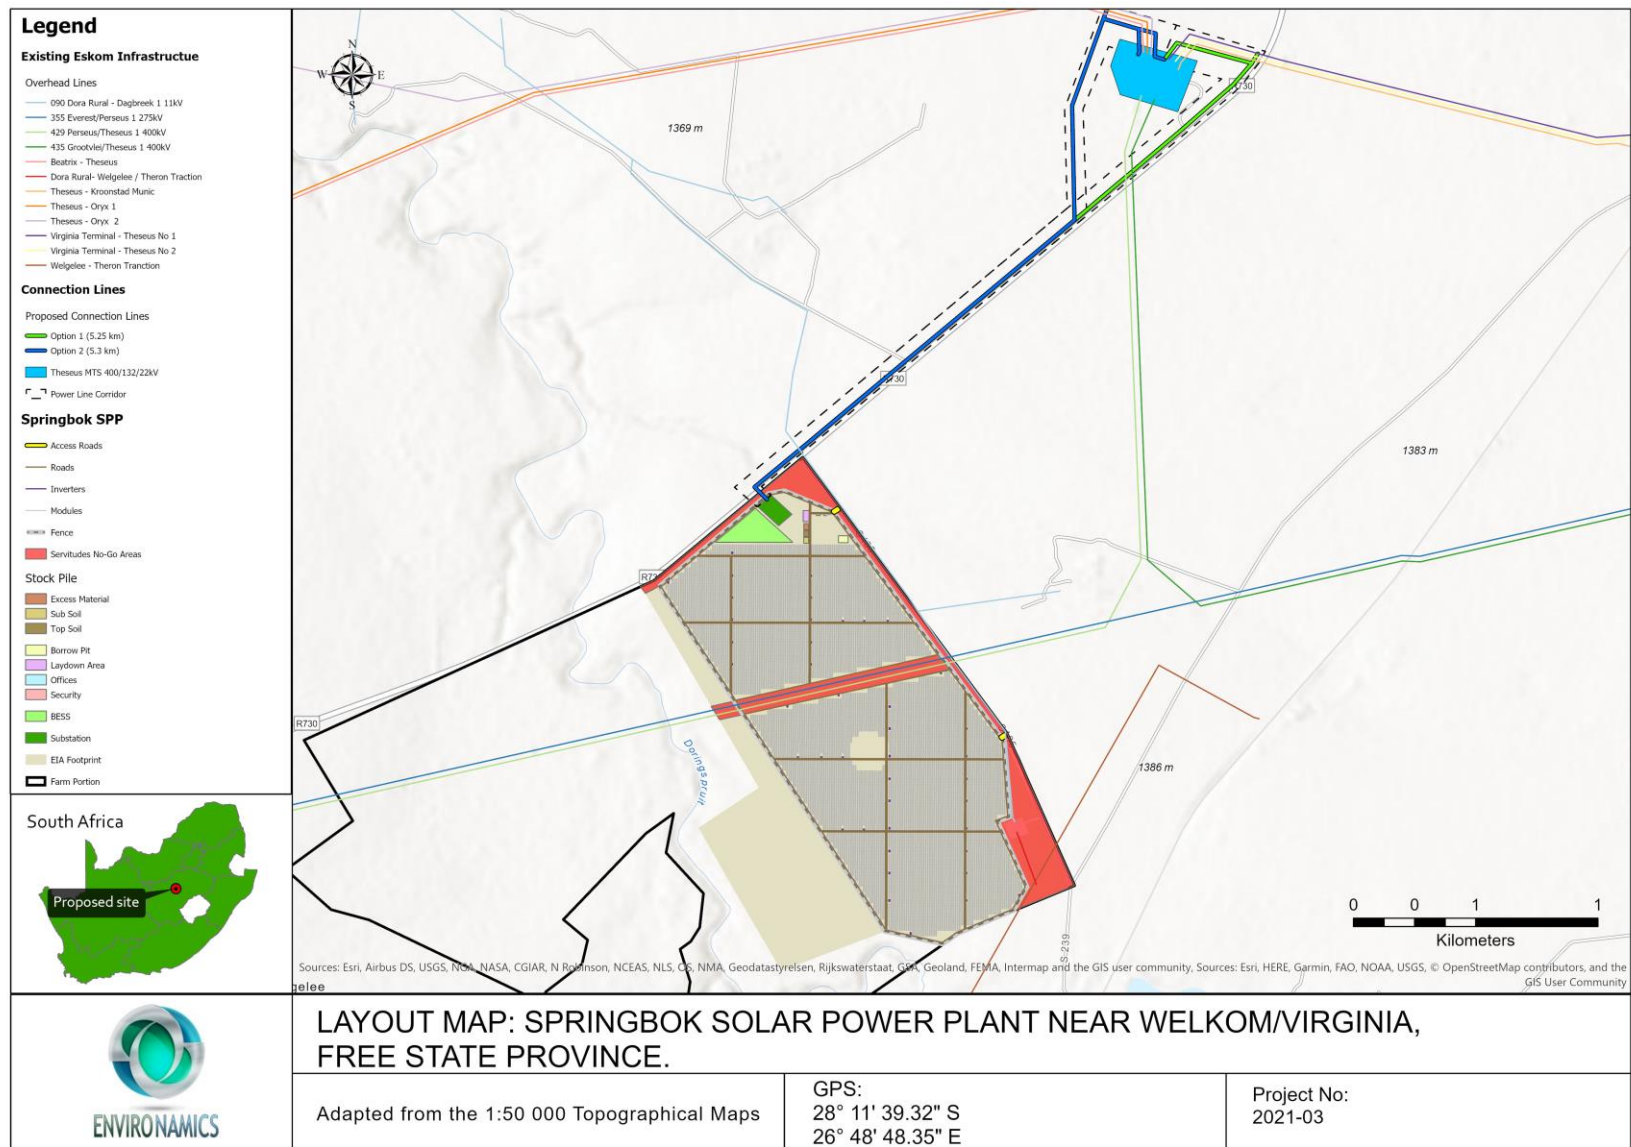 Legend
Existing Eskom Infrastructue
Overhead Lines
090 Dora Rural - Dagbreek 1 11kV
355 Everest/Perseus 1 275kV
429 Perseus/Theseus 1 400kV
435 Grootvlei/Theseus 1 400kV
Beatrix - Theseus
Dora Rural- Welgelee / Theron Traction
Theseus - Kroonstad Munic
Theseus - Oryx 1
Theseus - Oryx 2
Virginia Terminal - Theseus No 1
Virginia Terminal - Theseus No 2
Welgelee - Theron Tranction
Connection Lines
Proposed Connection Lines
Option 1 (5.25 km)
Option 2 (5.3 km)
Theseus MTS 400/132/22kV
Power Line Corridor
Springbok SPP
Access Roads
Roads
Inverters
Modules
Fence
Servitudes No-Go Areas
Stock Pile
Excess Material
Sub Soil
Top Soil
Borrow Pit
Laydown Area
Offices
Security
BESS
Substation
EIA Footprint
Farm Portion
South Africa
Proposed site
ENVIRONAMICS
N
W E
S
1369 m
730
730
1383 m
R73
R730
Doringspruit
1386 m
S-239
0 0 1 1
Kilometers
Sources: Esri, Airbus DS, USGS, NGA, NASA, CGIAR, N Robinson, NCEAS, NLS, OS, NMA, Geodatastyrelsen, Rijkswaterstaat, GSA, Geoland, FEMA, Intermap and the GIS user community, Sources: Esri, HERE, Garmin, FAO, NOAA, USGS, © OpenStreetMap contributors, and the
GIS User Community
gelee
LAYOUT MAP: SPRINGBOK SOLAR POWER PLANT NEAR WELKOM/VIRGINIA,
FREE STATE PROVINCE.
Adapted from the 1:50 000 Topographical Maps
GPS:
28° 11' 39.32" S
26° 48' 48.35" E
Project No:
2021-03